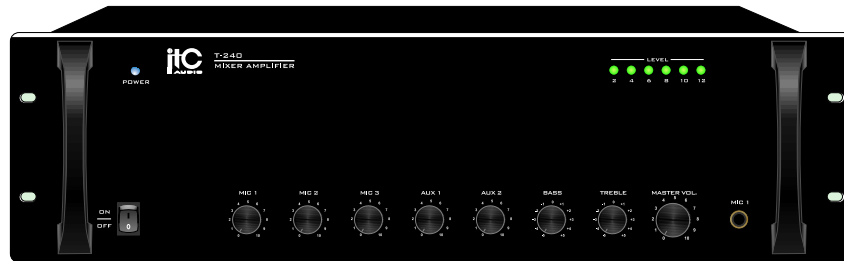 itC
AUDIO
T-240
MIXER AMPLIFIER
POWER
LEVEL
2 4 6 8 10 12
MIC 1 MIC 2 MIC 3 AUX 1 AUX 2 BASS TREBLE MASTER VOL.
MIC 1
ON
OFF
0